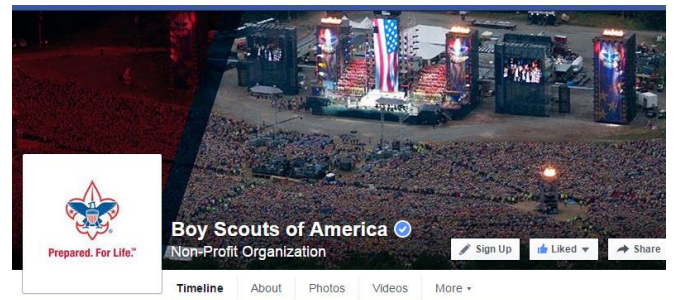 Prepared. For Life.™
Boy Scouts of America
Non-Profit Organization
Sign Up
Liked
Share
Timeline
About
Photos
Videos
More